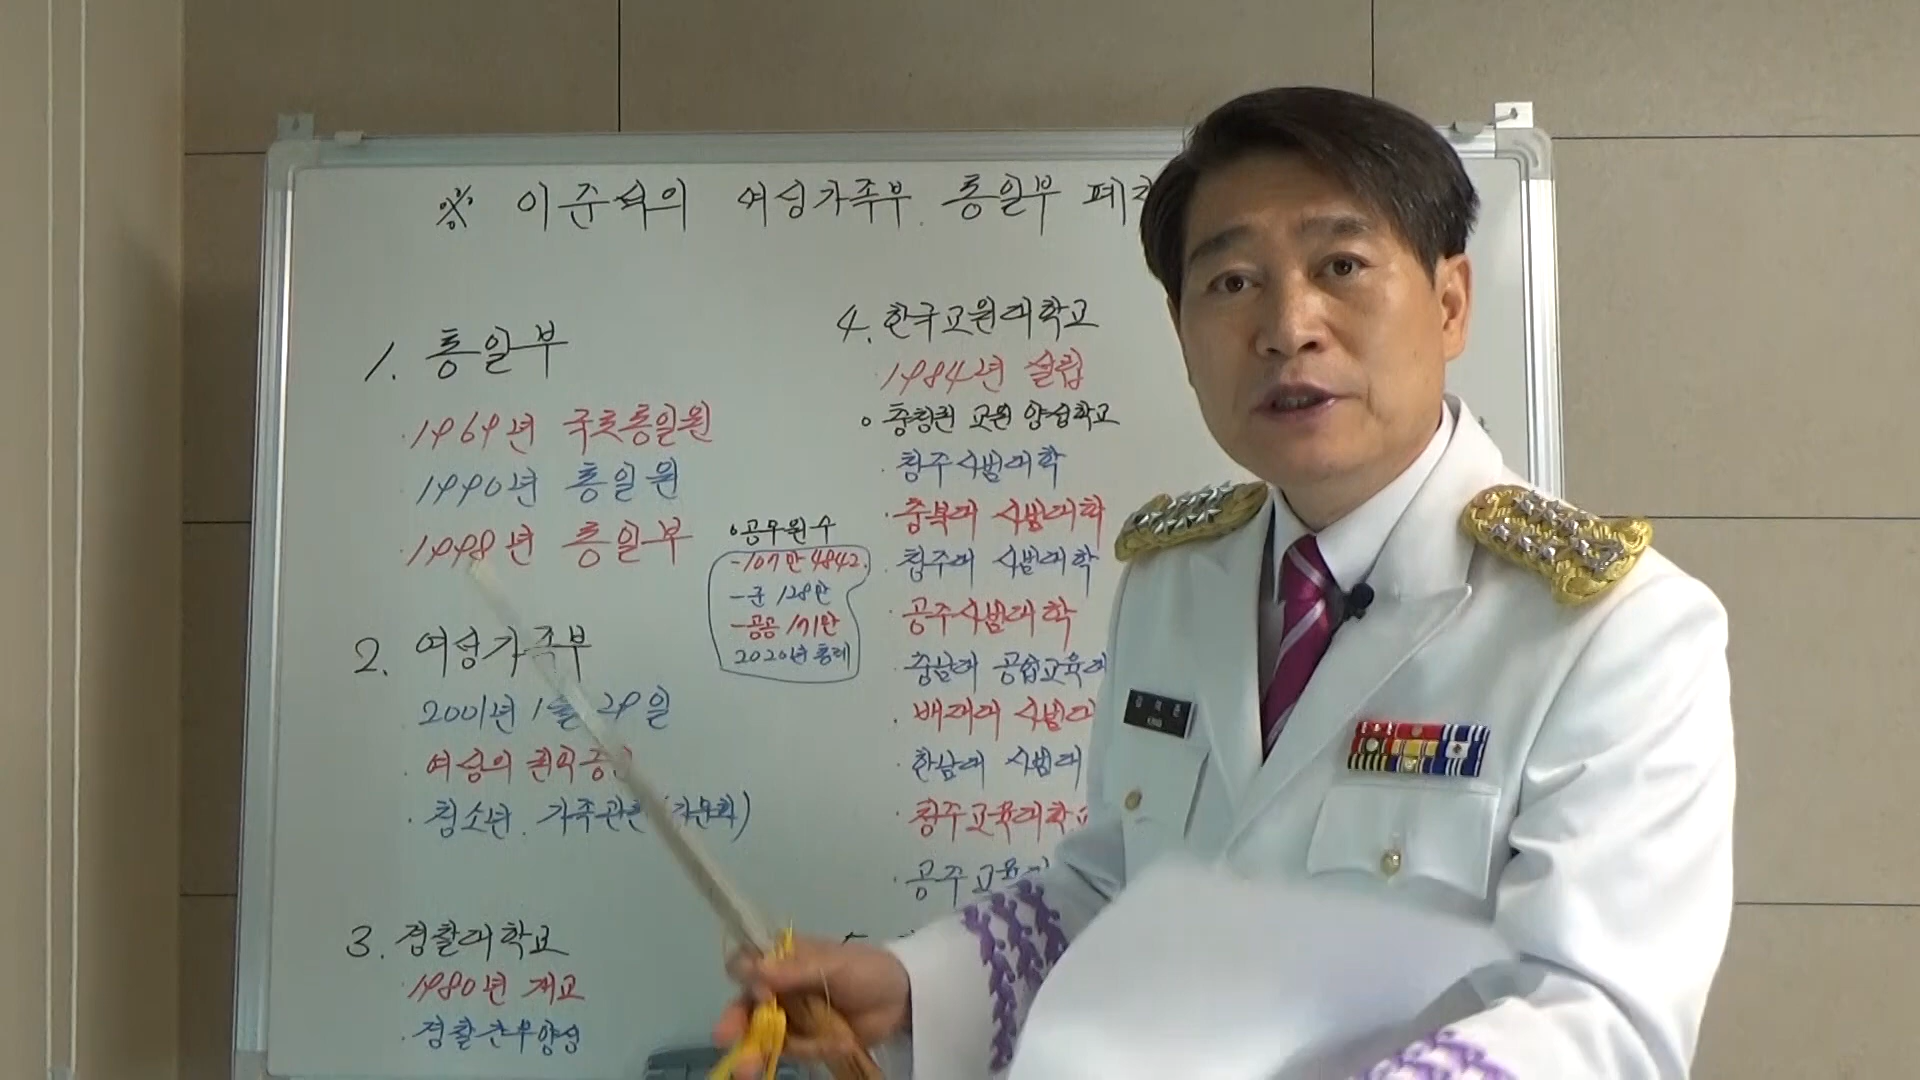 ※ 이준석의 여성가족부. 통일부 폐
1. 통일부
· 1969년 국토통일원
· 1990년 통일원
· 1998년 통일부
∘공무원수
-107만 4842.
-군 128만
-공공 171만
2020년 통계
2. 여성가족부
2001년 1월 29일
· 여성의 권익증진
· 청소년. 가족관련(다문화)
3. 경찰대학교
· 1980년 개교
· 경찰간부양성
4. 한국교원대학교
· 1984년 설립
∘ 충청권 교원 양성학교
· 청주사범대학
· 충북대 사범대학
· 청주대 사범대학
· 공주사범대학
· 충남대 공업교육대
· 배재대 사범대
· 한남대 사범대
· 청주교육대학교
· 공주교육